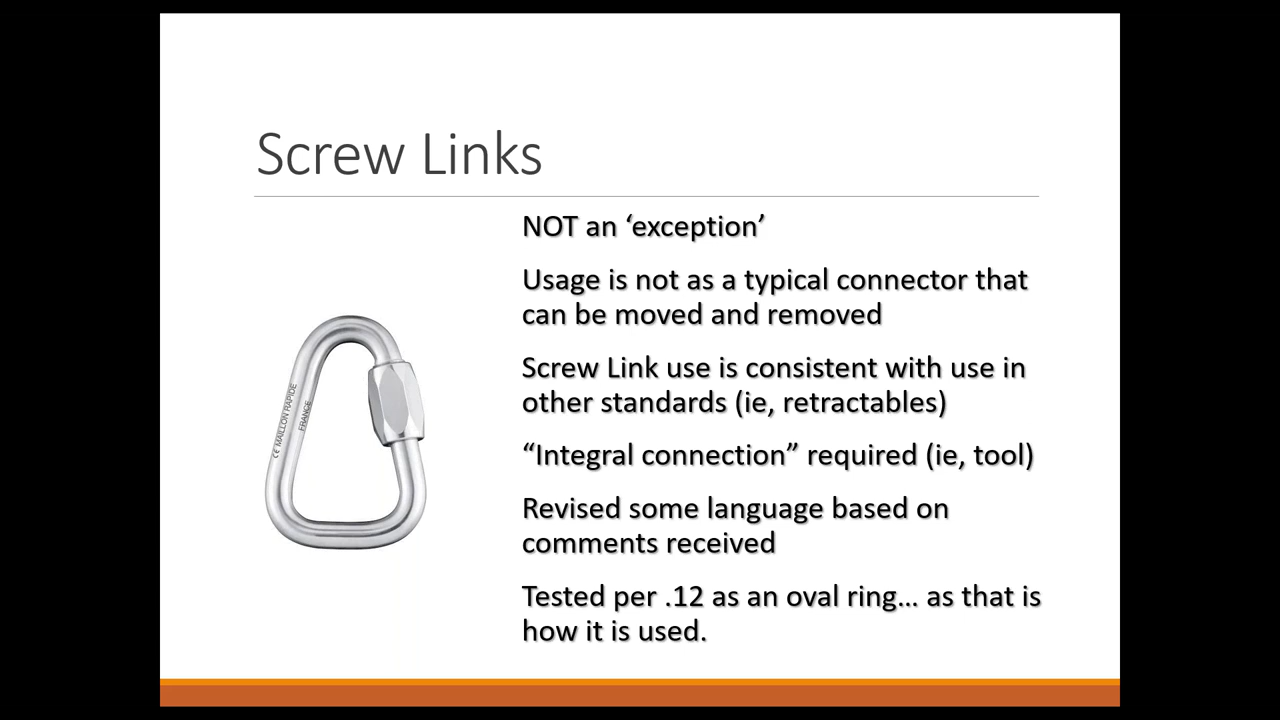 Screw Links
NOT an ‘exception’
Usage is not as a typical connector that
can be moved and removed
Screw Link use is consistent with use in
other standards (ie, retractables)
“Integral connection” required (ie, tool)
Revised some language based on
comments received
Tested per .12 as an oval ring... as that is
how it is used.
CE MAILLON RAPIDE
FRANCE